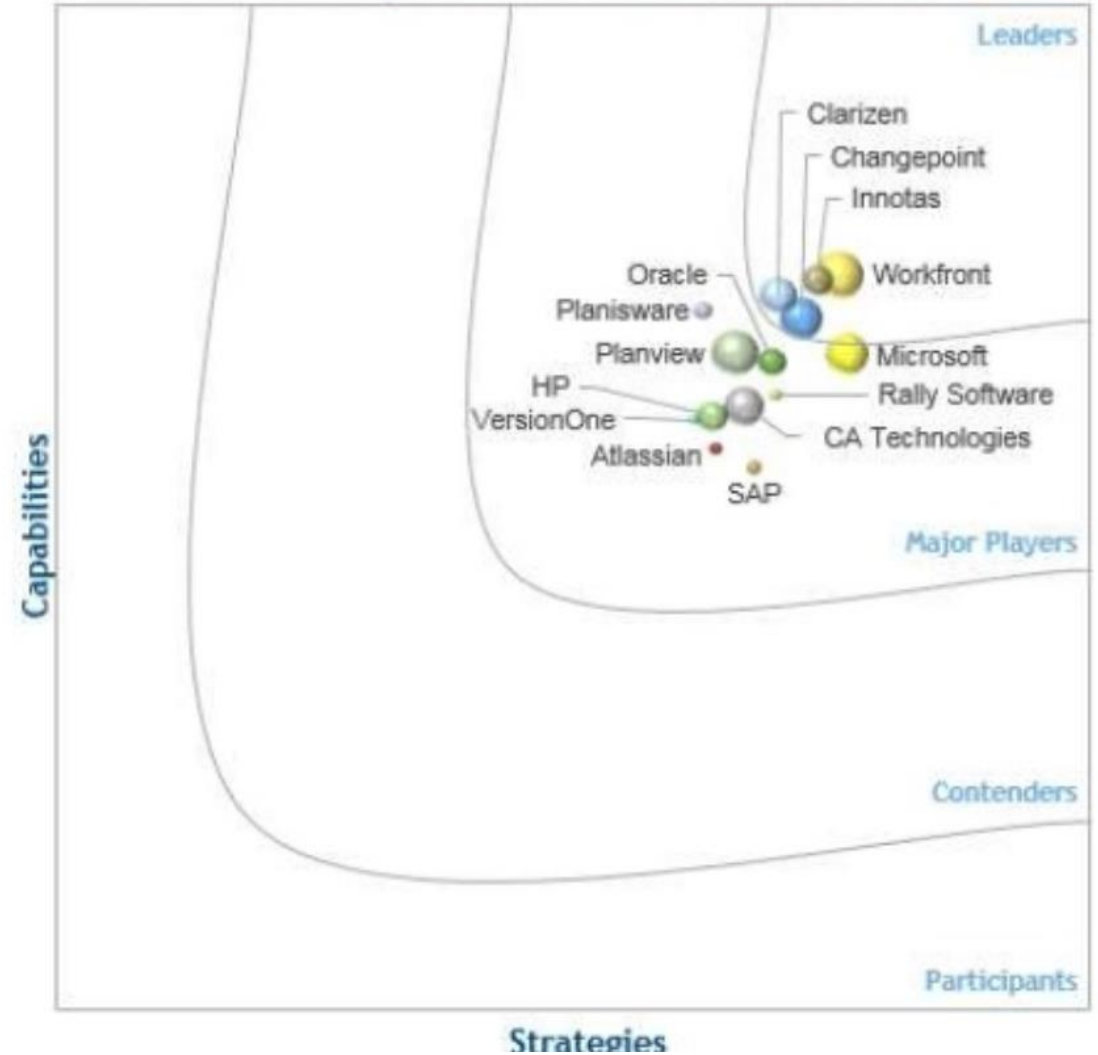 Leaders
Clarizen
Changepoint
Innotas
Oracle
Workfront
Planisware
Planview
Microsoft
HP
Rally Software
VersionOne
CA Technologies
Atlassian
SAP
Capabilities
Major Players
Contenders
Participants
Strategies